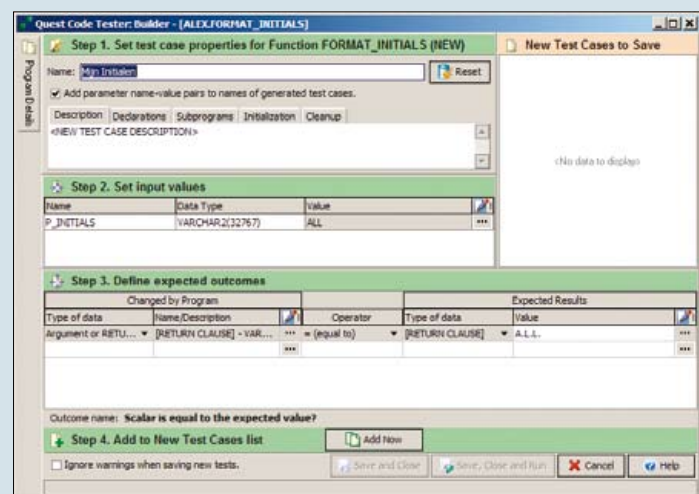 Quest Code Tester: Builder - [ALEX.FORMAT_INITIALS]
Program Details
Step 1. Set test case properties for Function FORMAT_INITIALS (NEW)
Name: Mijn Initialen
Reset
Add parameter name-value pairs to names of generated test cases.
Description Declarations Subprograms Initialization Cleanup
<NEW TEST CASE DESCRIPTION>
New Test Cases to Save
<No data to display>
Step 2. Set input values
Name Data Type Value
P_INITIALS VARCHAR2(32767) ALL ...
Step 3. Define expected outcomes
Changed by Program Expected Results
Type of data Name/Description Operator Type of data Value
Argument or RETU... [RETURN CLAUSE] - VAR... ... = (equal to) [RETURN CLAUSE] A.L.L. ...
... ...
Outcome name: Scalar is equal to the expected value?
Step 4. Add to New Test Cases list Add Now
Ignore warnings when saving new tests. Save and Close Save, Close and Run Cancel Help